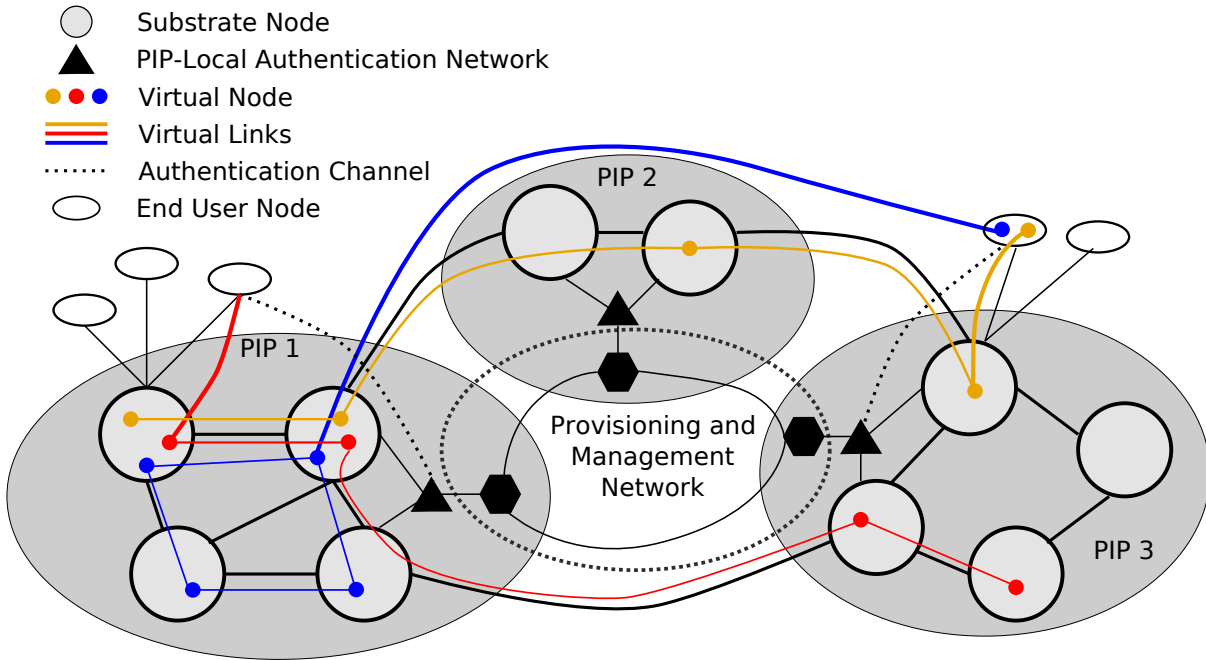 Substrate Node
PIP-Local Authentication Network
Virtual Node
Virtual Links
Authentication Channel
End User Node
PIP 2
PIP 1
Provisioning and
Management
Network
PIP 3